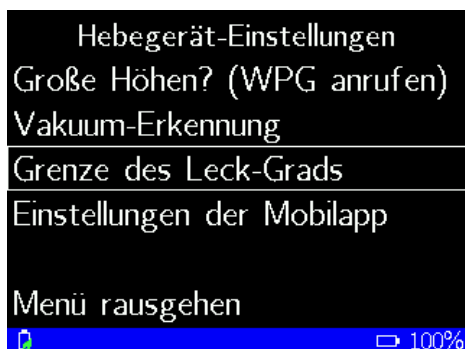 Hebegerät-Einstellungen
Große Höhen? (WPG anrufen)
Vakuum-Erkennung
Grenze des Leck-Grads
Einstellungen der Mobilapp
Menü rausgehen
100%